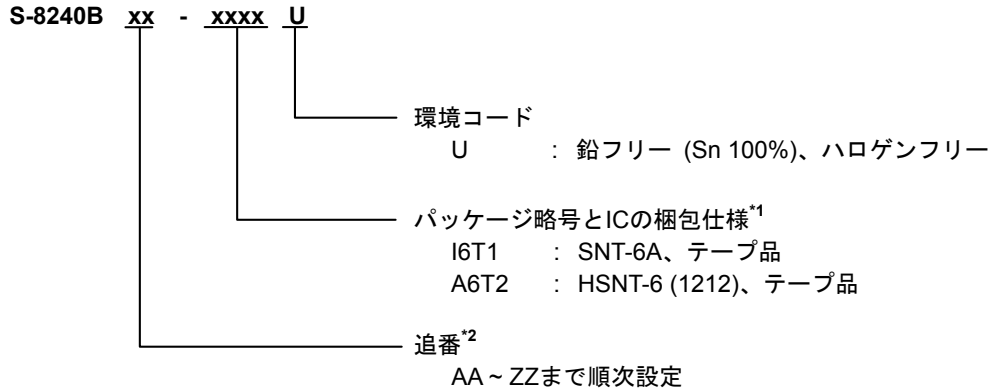 S-8240B xx - xxxx U
環境コード
U : 鉛フリー (Sn 100%)、ハロゲンフリー
パッケージ略号とICの梱包仕様*1
I6T1 : SNT-6A、テープ品
A6T2 : HSNT-6 (1212)、テープ品
追番*2
AA ~ ZZまで順次設定